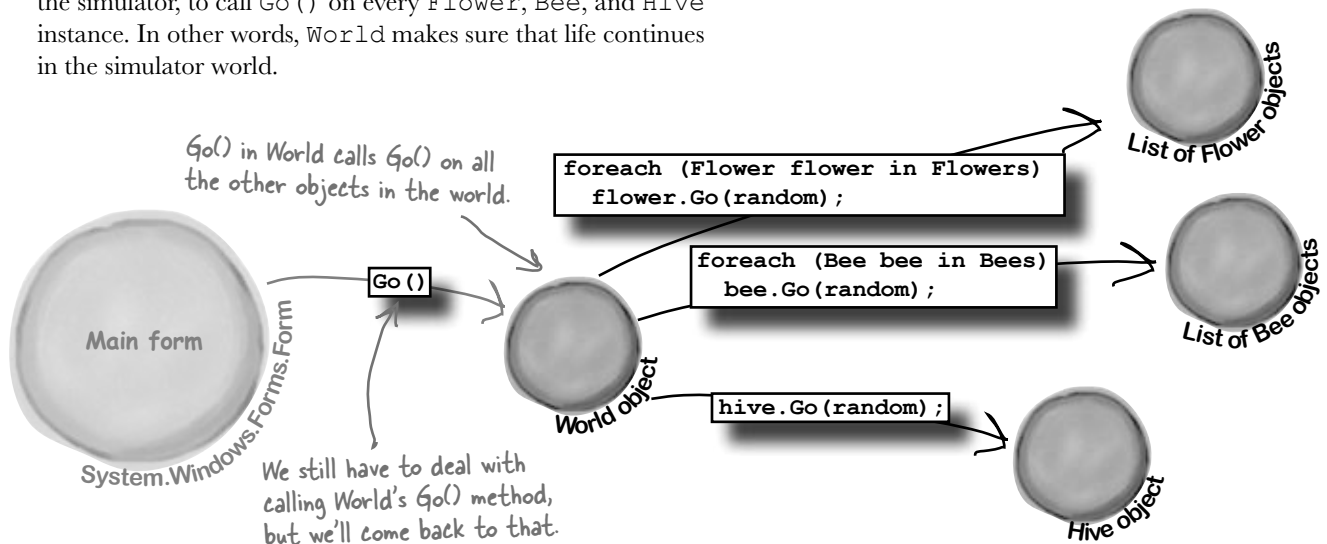 the simulator, to call Go() on every Flower, Bee, and Hive
instance. In other words, World makes sure that life continues
in the simulator world.
Go() in World calls Go() on all
the other objects in the world.
foreach (Flower flower in Flowers)
flower.Go(random);
List of Flower objects
foreach (Bee bee in Bees)
bee.Go(random);
List of Bee objects
Go()
Main form
System.Windows.Forms.Form
World object
hive.Go(random);
Hive object
We still have to deal with
calling World's Go() method,
but we'll come back to that.